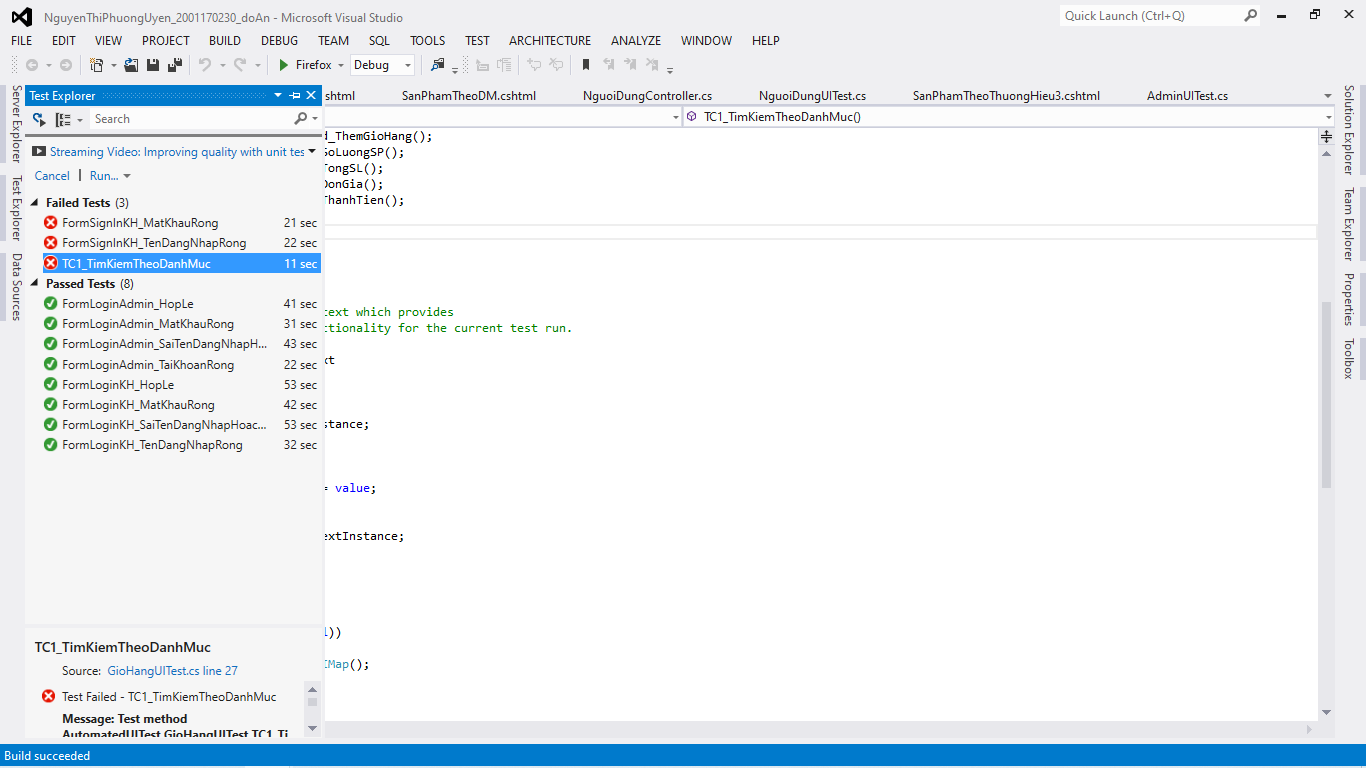 NguyenThiPhuongUyen_2001170230_doAn - Microsoft Visual Studio
Quick Launch (Ctrl+Q)
FILE EDIT VIEW PROJECT BUILD DEBUG TEAM SQL TOOLS TEST ARCHITECTURE ANALYZE WINDOW HELP
Firefox Debug
Server Explorer
Test Explorer
Data Sources
Test Explorer
Search
Streaming Video: Improving quality with unit tes
Cancel | Run...
Failed Tests (3)
FormSignInKH_MatKhauRong 21 sec
FormSignInKH_TenDangNhapRong 22 sec
TC1_TimKiemTheoDanhMuc 11 sec
Passed Tests (8)
FormLoginAdmin_HopLe 41 sec
FormLoginAdmin_MatKhauRong 31 sec
FormLoginAdmin_SaiTenDangNhapH... 43 sec
FormLoginAdmin_TaiKhoanRong 22 sec
FormLoginKH_HopLe 53 sec
FormLoginKH_MatKhauRong 42 sec
FormLoginKH_SaiTenDangNhapHoac... 53 sec
FormLoginKH_TenDangNhapRong 32 sec
TC1_TimKiemTheoDanhMuc
Source: GioHangUITest.cs line 27
Test Failed - TC1_TimKiemTheoDanhMuc
Message: Test method
AutomatedUITest.GioHangUITest.TC1_Ti
shtml SanPhamTheoDM.cshtml NguoiDungController.cs NguoiDungUITest.cs SanPhamTheoThuongHieu3.cshtml AdminUITest.cs
TC1_TimKiemTheoDanhMuc()
d_ThemGioHang();
SoLuongSP();
TongSL();
DonGia();
ThanhTien();
text which provides
ctionality for the current test run.
xt
stance;
= value;
extInstance;
l))
IMap();
Solution Explorer
Team Explorer
Properties
Toolbox
Build succeeded